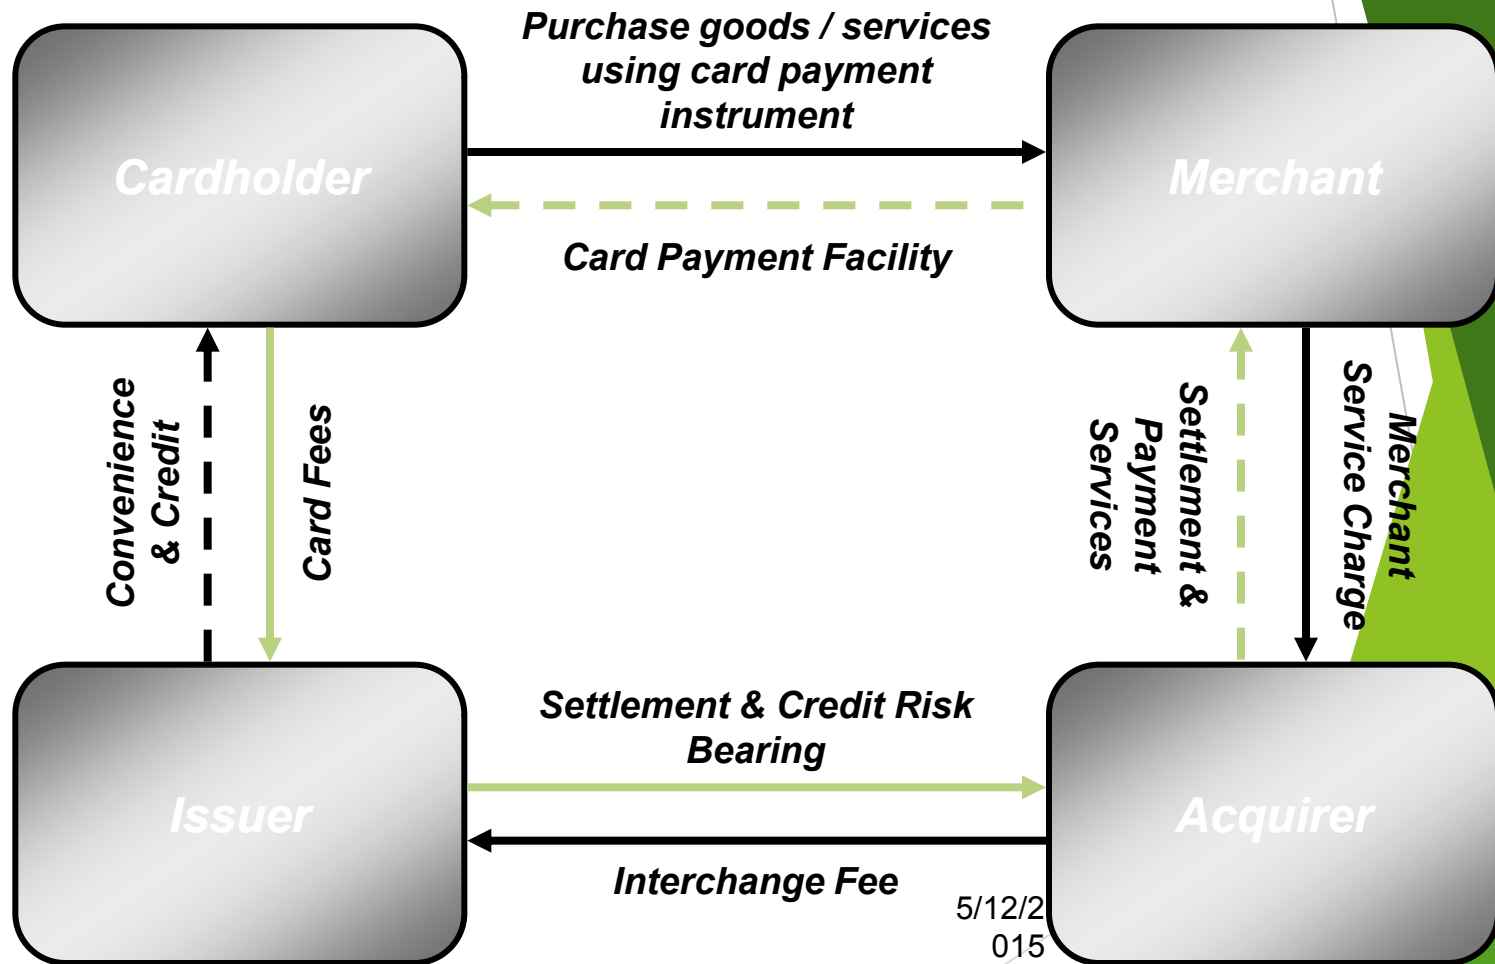 Purchase goods / services
using card payment
instrument
Cardholder
Merchant
Card Payment Facility
Convenience
& Credit
Card Fees
Settlement &
Payment
Services
Merchant
Service Charge
Settlement & Credit Risk
Bearing
Issuer
Acquirer
Interchange Fee
5/12/2
015